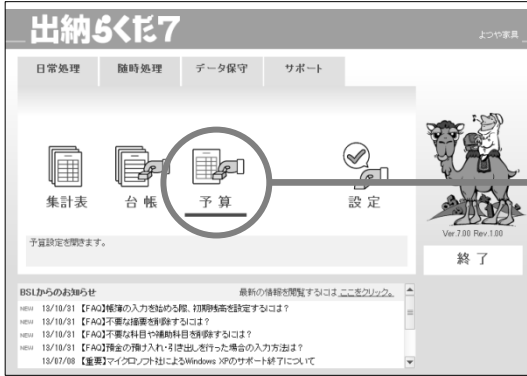 出納らくだ7
よつや家具
日常処理 随時処理 データ保守 サポート
集計表 台帳 予算 設定
Ver.7.00 Rev.1.00
予算設定を開きます。
終了
BSLからのお知らせ 最新の情報を閲覧するにはここをクリック。
NEW 13/10/31 【FAQ】帳簿の入力を始める際、初期残高を設定するには？
NEW 13/10/31 【FAQ】不要な摘要を削除するには？
NEW 13/10/31 【FAQ】不要な科目や補助科目を削除するには？
NEW 13/10/31 【FAQ】預金の預け入れ・引き出しを行った場合の入力方法は？
13/07/08 【重要】マイクロソフト社によるWindows XPのサポート終了について